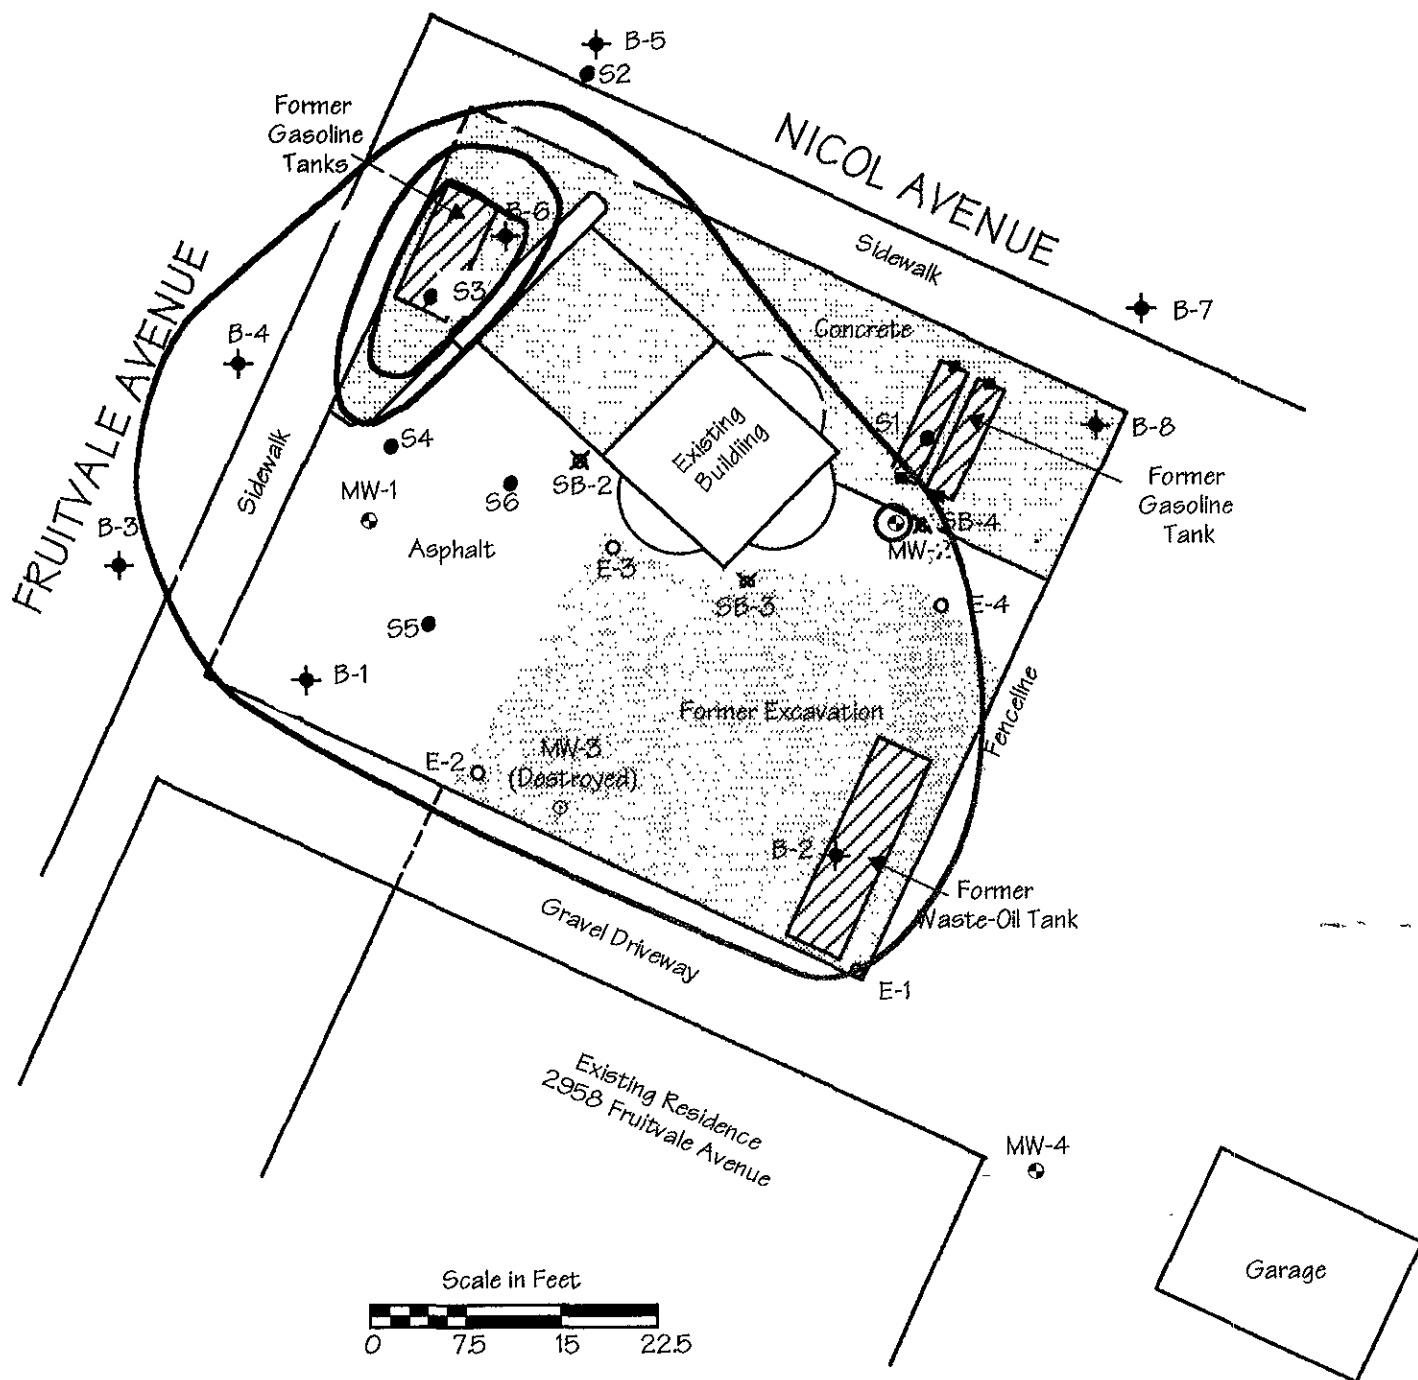 B-5
S2
Former
Gasoline
Tanks
NICOL AVENUE
B-6
Sidewalk
S3
B-7
FRUITVALE AVENUE
B-4
Concrete
S1
B-8
S4
Existing
Building
Sidewalk
MW-1
S6
SB-2
Former
Gasoline
Tank
B-3
Asphalt
SB-4
MW-
E-3
SB-3
E-4
S5
B-1
Former Excavation
Fenceline
E-2
MW-3
(Destroyed)
B-2
Former
Waste-Oil Tank
Gravel Driveway
E-1
Existing Residence
2958 Fruitvale Avenue
MW-4
Garage
Scale in Feet
0 7.5 15 22.5